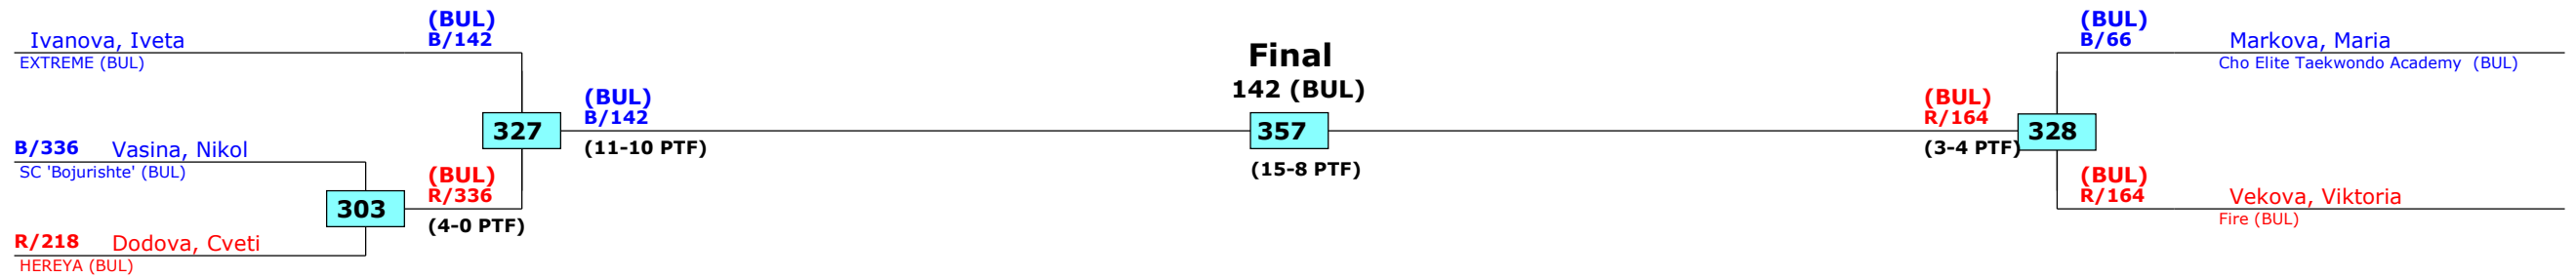 (BUL)
B/142
Ivanova, Iveta
EXTREME (BUL)
B/336 Vasina, Nikol
SC 'Bojurishte' (BUL)
R/218 Dodova, Cveti
HEREYA (BUL)
303
(BUL)
R/336
(4-0 PTF)
327
(BUL)
B/142
(11-10 PTF)
Final
142 (BUL)
357
(15-8 PTF)
(BUL)
R/164
(3-4 PTF)
328
(BUL)
B/66
Markova, Maria
Cho Elite Taekwondo Academy (BUL)
(BUL)
R/164
Vekova, Viktoria
Fire (BUL)